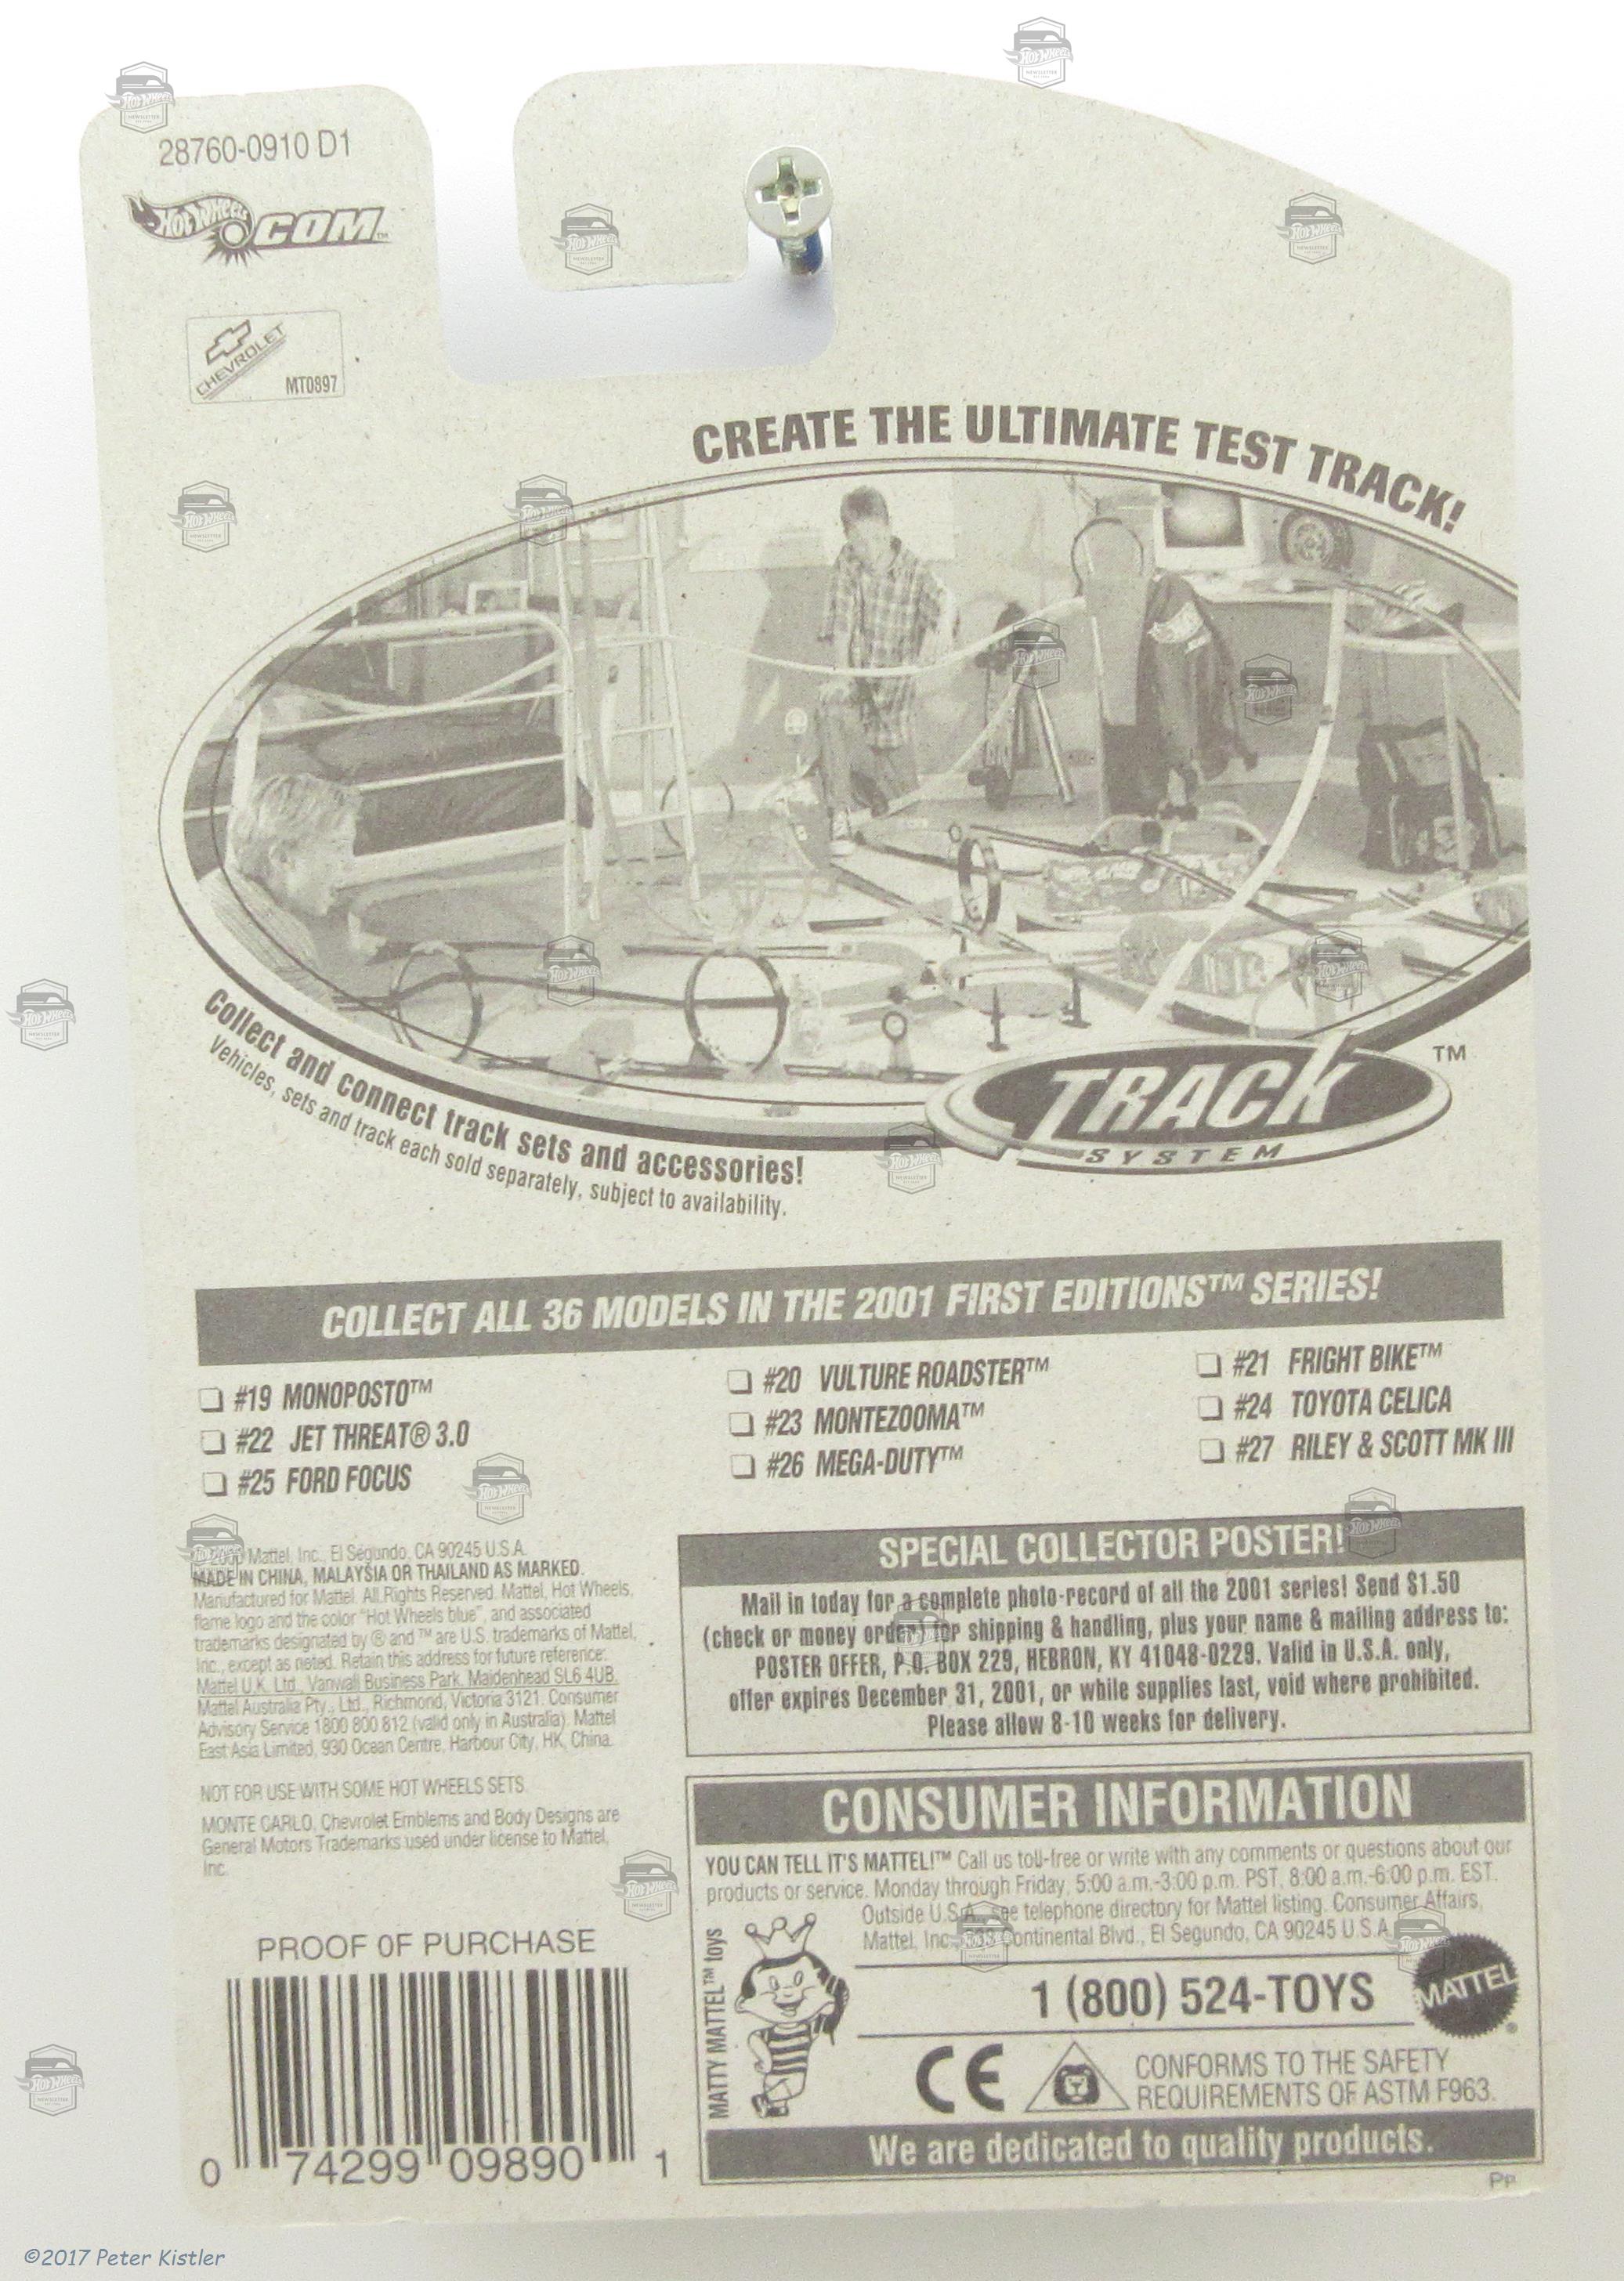 28760-0910 D1
HOT WHEELS .COM™
CHEVROLET
MT0897
CREATE THE ULTIMATE TEST TRACK!
Collect and connect track sets and accessories!
Vehicles, sets and track each sold separately, subject to availability.
TRACK ™
SYSTEM
COLLECT ALL 36 MODELS IN THE 2001 FIRST EDITIONS™ SERIES!
#19 MONOPOSTO™
#20 VULTURE ROADSTER™
#21 FRIGHT BIKE™
#22 JET THREAT® 3.0
#23 MONTEZOOMA™
#24 TOYOTA CELICA
#25 FORD FOCUS
#26 MEGA-DUTY™
#27 RILEY & SCOTT MK III
Mattel, Inc., El Segundo, CA 90245 U.S.A.
MADE IN CHINA, MALAYSIA OR THAILAND AS MARKED.
Manufactured for Mattel. All Rights Reserved. Mattel, Hot Wheels,
flame logo and the color "Hot Wheels blue", and associated
trademarks designated by ® and ™ are U.S. trademarks of Mattel,
Inc., except as noted. Retain this address for future reference:
Mattel U.K. Ltd., Vanwall Business Park, Maidenhead SL6 4UB.
Mattel Australia Pty., Ltd., Richmond, Victoria 3121. Consumer
Advisory Service 1800 800 812 (valid only in Australia). Mattel
East Asia Limited, 930 Ocean Centre, Harbour City, HK, China.
NOT FOR USE WITH SOME HOT WHEELS SETS.
MONTE CARLO, Chevrolet Emblems and Body Designs are
General Motors Trademarks used under license to Mattel,
Inc.
PROOF OF PURCHASE
0 74299 09890 1
SPECIAL COLLECTOR POSTER!
Mail in today for a complete photo-record of all the 2001 series! Send $1.50
(check or money order) for shipping & handling, plus your name & mailing address to:
POSTER OFFER, P.O. BOX 229, HEBRON, KY 41048-0229. Valid in U.S.A. only,
offer expires December 31, 2001, or while supplies last, void where prohibited.
Please allow 8-10 weeks for delivery.
CONSUMER INFORMATION
YOU CAN TELL IT'S MATTEL!™ Call us toll-free or write with any comments or questions about our
products or service. Monday through Friday, 5:00 a.m.-3:00 p.m. PST, 8:00 a.m.-6:00 p.m. EST.
Outside U.S.A., see telephone directory for Mattel listing. Consumer Affairs,
Mattel, Inc., 333 Continental Blvd., El Segundo, CA 90245 U.S.A.
MATTY MATTEL™ toys
1 (800) 524-TOYS
MATTEL ®
CE
CONFORMS TO THE SAFETY
REQUIREMENTS OF ASTM F963.
We are dedicated to quality products.
PP
©2017 Peter Kistler